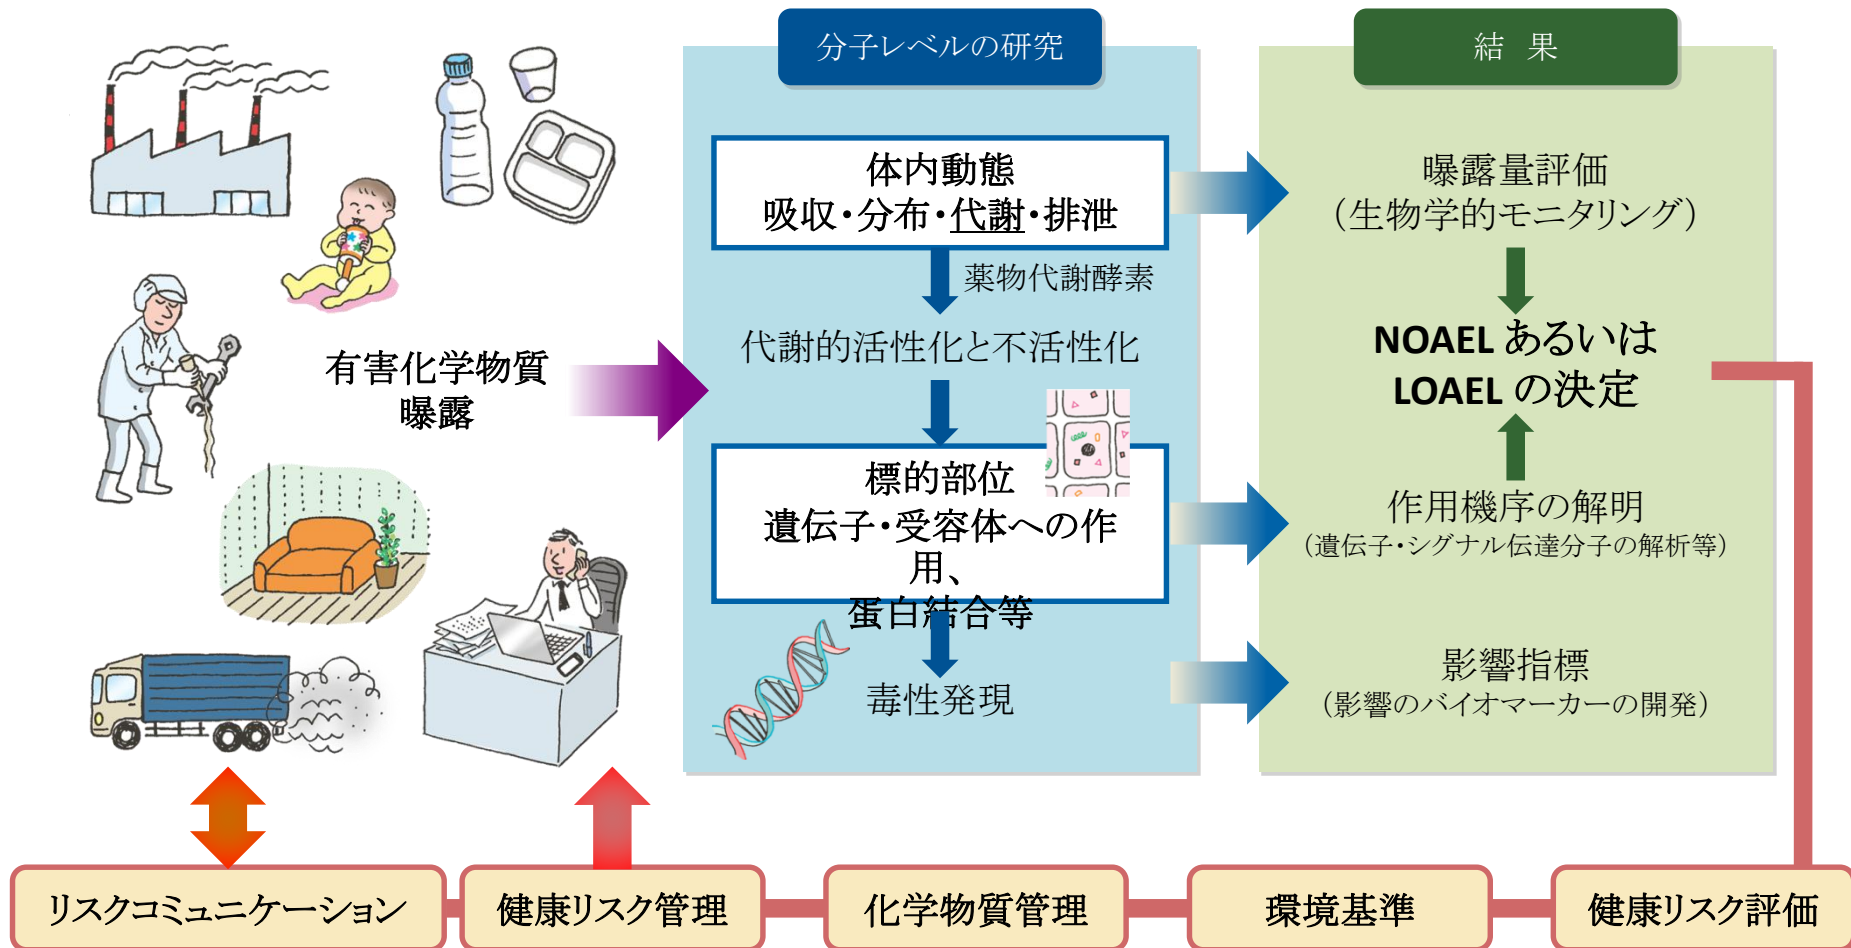 有害化学物質
曝露
分子レベルの研究
体内動態
吸収・分布・代謝・排泄
薬物代謝酵素
代謝的活性化と不活性化
標的部位
遺伝子・受容体への作
用、
蛋白結合等
毒性発現
結 果
曝露量評価
(生物学的モニタリング)
NOAEL あるいは
LOAEL の決定
作用機序の解明
(遺伝子・シグナル伝達分子の解析等)
影響指標
(影響のバイオマーカーの開発)
リスクコミュニケーション
健康リスク管理
化学物質管理
環境基準
健康リスク評価